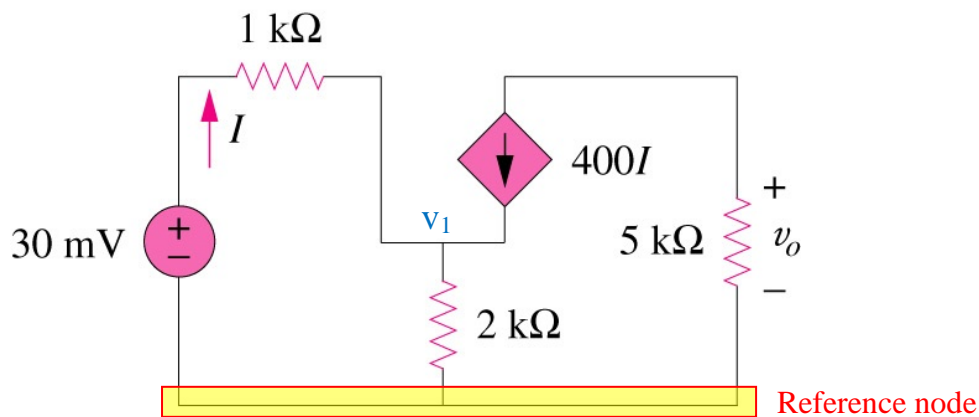 1 kΩ
I
400I
+
v₁
30 mV
+
−
5 kΩ
vₒ
−
2 kΩ
Reference node